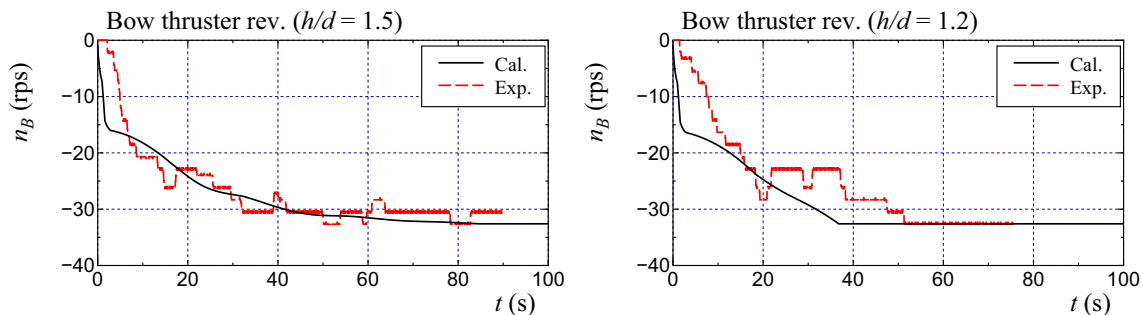 Bow thruster rev. (h/d = 1.5)
n_B (rps)
0
−10
−20
−30
−40
Cal.
Exp.
0 20 40 60 80 100
t (s)
Bow thruster rev. (h/d = 1.2)
n_B (rps)
0
−10
−20
−30
−40
Cal.
Exp.
0 20 40 60 80 100
t (s)